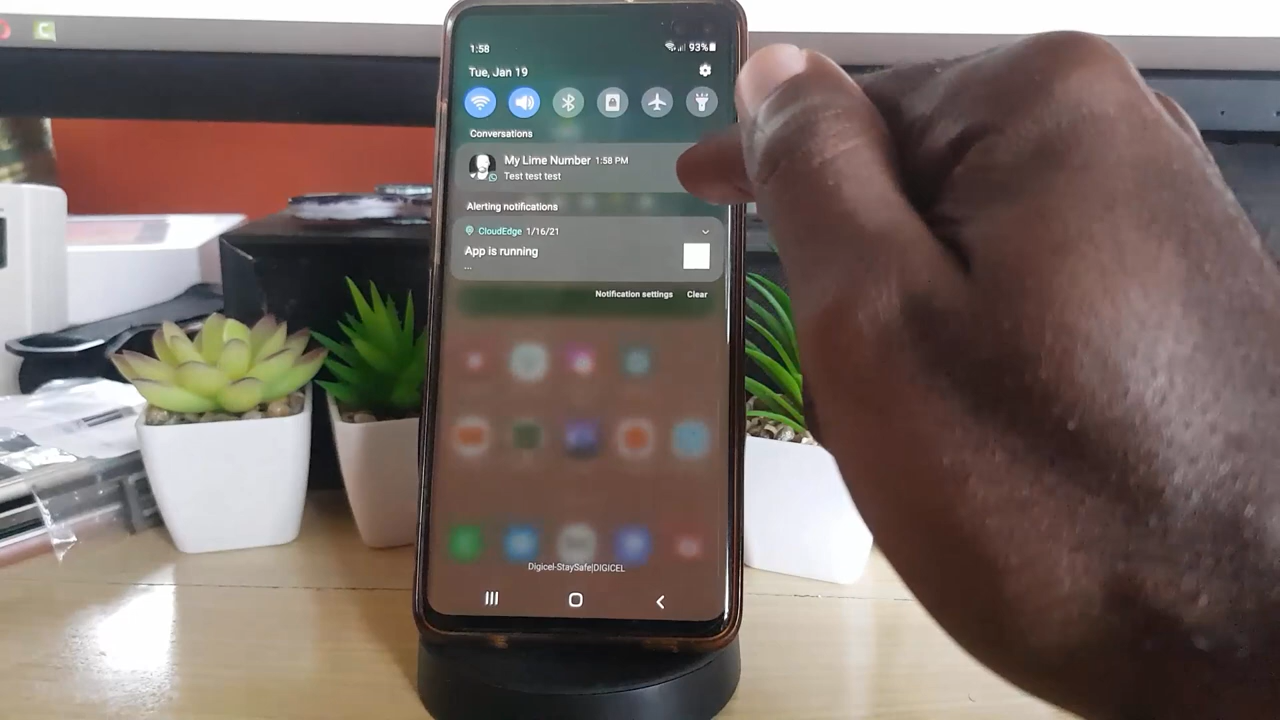 1:58
93%
Tue, Jan 19
Conversations
My Lime Number 1:58 PM
Test test test
Alerting notifications
CloudEdge 1/16/21
App is running
...
Notification settings Clear
Digicel-StaySafe|DIGICEL